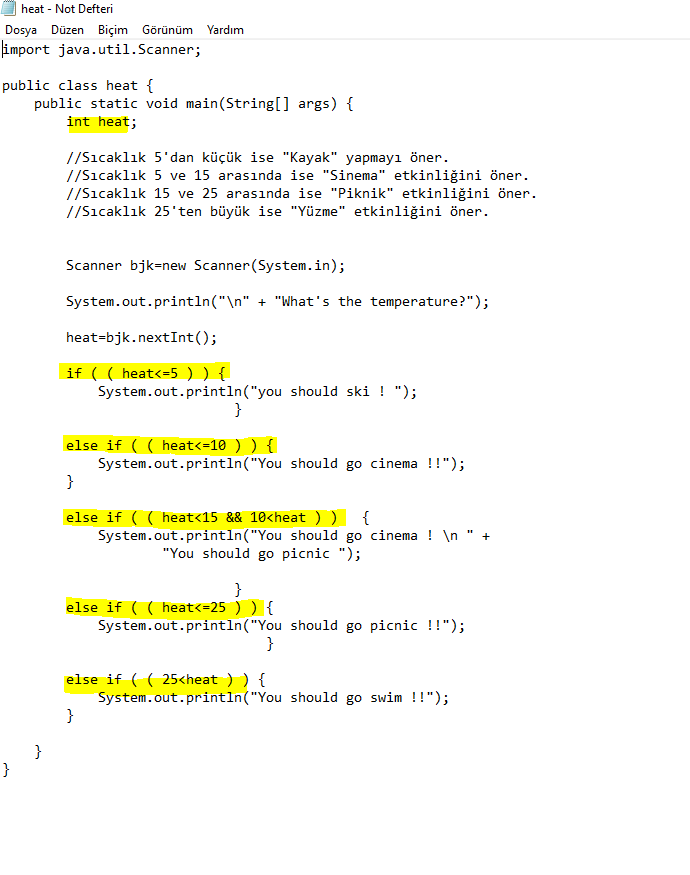 heat - Not Defteri
Dosya Düzen Biçim Görünüm Yardım
import java.util.Scanner;
public class heat {
public static void main(String[] args) {
int heat;
//Sıcaklık 5'dan küçük ise "Kayak" yapmayı öner.
//Sıcaklık 5 ve 15 arasında ise "Sinema" etkinliğini öner.
//Sıcaklık 15 ve 25 arasında ise "Piknik" etkinliğini öner.
//Sıcaklık 25'ten büyük ise "Yüzme" etkinliğini öner.
Scanner bjk=new Scanner(System.in);
System.out.println("\n" + "What's the temperature?");
heat=bjk.nextInt();
if ( ( heat<=5 ) ) {
System.out.println("you should ski ! ");
}
else if ( ( heat<=10 ) ) {
System.out.println("You should go cinema !!");
}
else if ( ( heat<15 && 10<heat ) ) {
System.out.println("You should go cinema ! \n " +
"You should go picnic ");
}
else if ( ( heat<=25 ) ) {
System.out.println("You should go picnic !!");
}
else if ( ( 25<heat ) ) {
System.out.println("You should go swim !!");
}
}
}